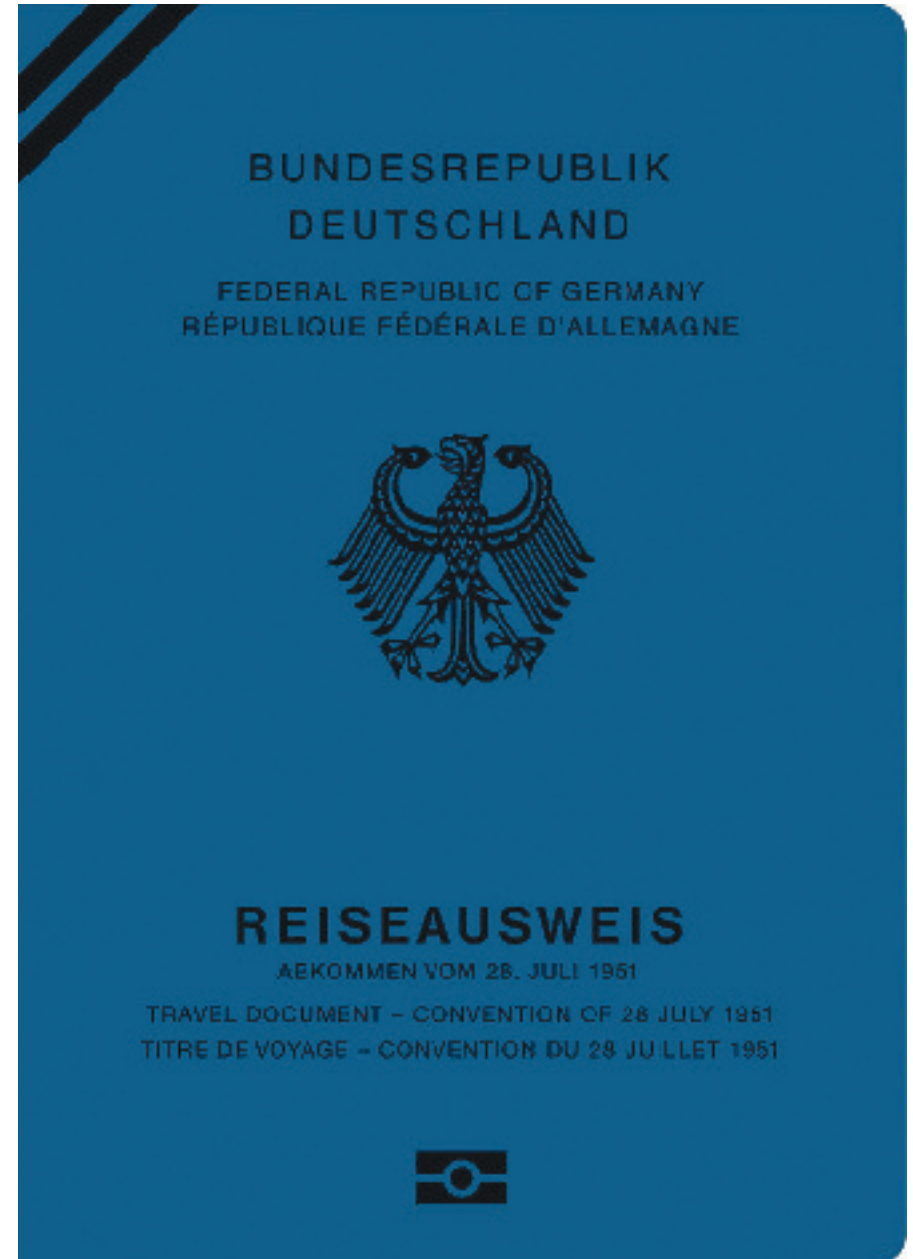 BUNDESREPUBLIK
DEUTSCHLAND
FEDERAL REPUBLIC OF GERMANY
RÉPUBLIQUE FÉDÉRALE D'ALLEMAGNE
REISEAUSWEIS
ABKOMMEN VOM 28. JULI 1951
TRAVEL DOCUMENT – CONVENTION OF 28 JULY 1951
TITRE DE VOYAGE – CONVENTION DU 28 JUILLET 1951